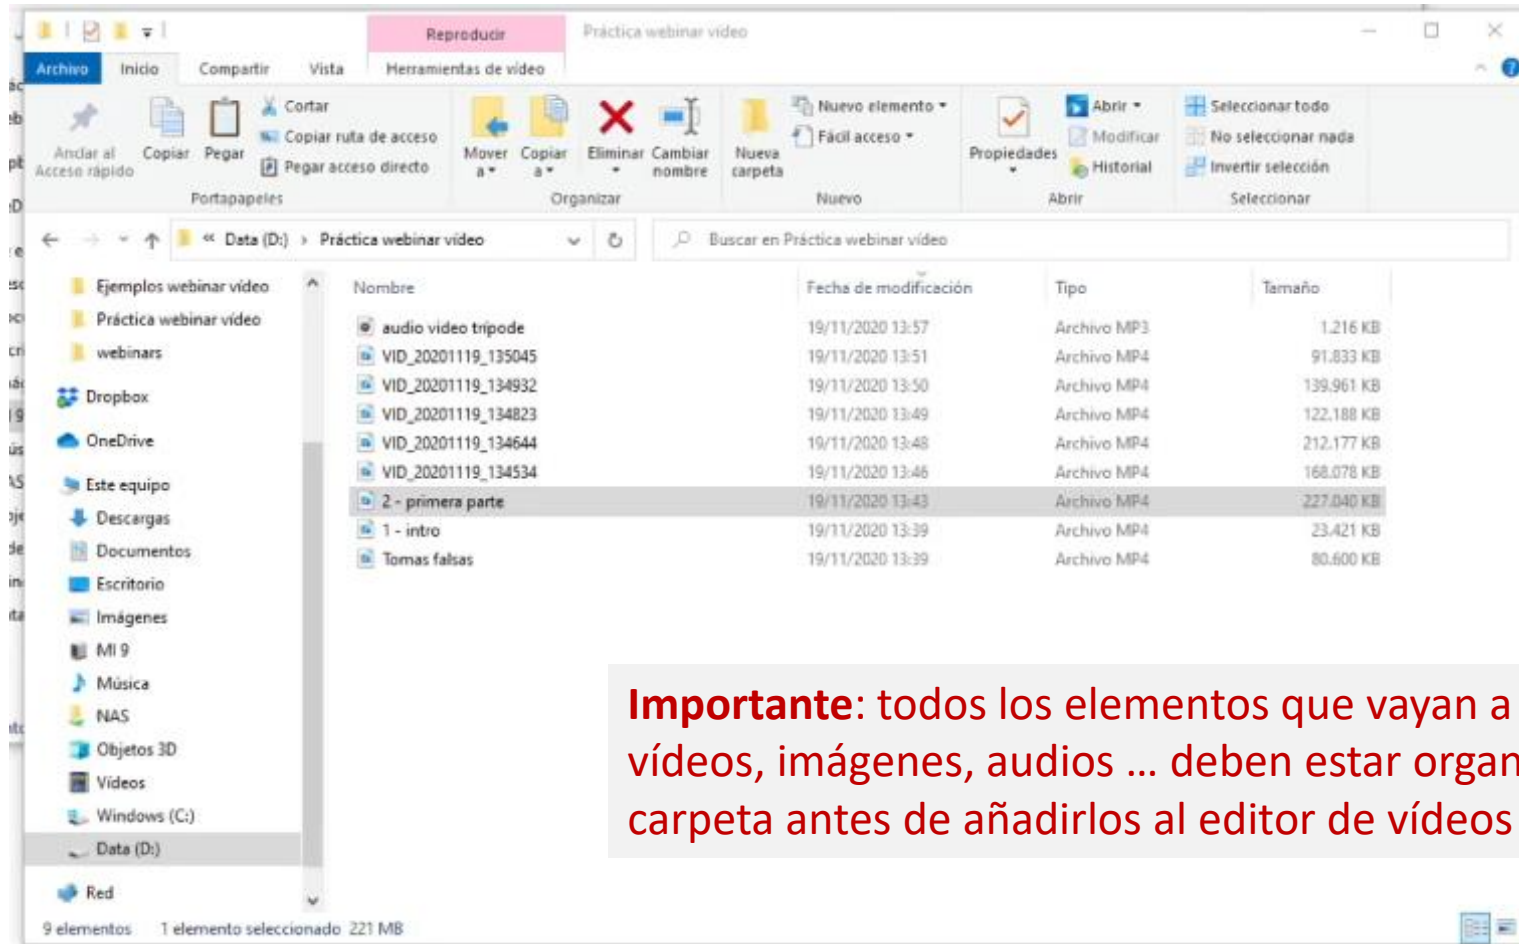 Reproducir
Práctica webinar vídeo
Archivo Inicio Compartir Vista Herramientas de vídeo
Anclar al Acceso rápido
Copiar
Pegar
Cortar
Copiar ruta de acceso
Pegar acceso directo
Portapapeles
Mover a
Copiar a
Eliminar
Cambiar nombre
Organizar
Nueva carpeta
Nuevo elemento
Fácil acceso
Nuevo
Propiedades
Abrir
Modificar
Historial
Abrir
Seleccionar todo
No seleccionar nada
Invertir selección
Seleccionar
« Data (D:) › Práctica webinar vídeo
Buscar en Práctica webinar vídeo
Ejemplos webinar vídeo
Práctica webinar vídeo
webinars
Dropbox
OneDrive
Este equipo
Descargas
Documentos
Escritorio
Imágenes
MI 9
Música
NAS
Objetos 3D
Vídeos
Windows (C:)
Data (D:)
Red
Nombre Fecha de modificación Tipo Tamaño
audio video trípode 19/11/2020 13:57 Archivo MP3 1.216 KB
VID_20201119_135045 19/11/2020 13:51 Archivo MP4 91.833 KB
VID_20201119_134932 19/11/2020 13:50 Archivo MP4 139.961 KB
VID_20201119_134823 19/11/2020 13:49 Archivo MP4 122.188 KB
VID_20201119_134644 19/11/2020 13:48 Archivo MP4 212.177 KB
VID_20201119_134534 19/11/2020 13:46 Archivo MP4 168.078 KB
2 - primera parte 19/11/2020 13:43 Archivo MP4 227.040 KB
1 - intro 19/11/2020 13:39 Archivo MP4 23.421 KB
Tomas falsas 19/11/2020 13:39 Archivo MP4 80.600 KB
Importante: todos los elementos que vayan a
vídeos, imágenes, audios ... deben estar organ
carpeta antes de añadirlos al editor de vídeos
9 elementos 1 elemento seleccionado 221 MB